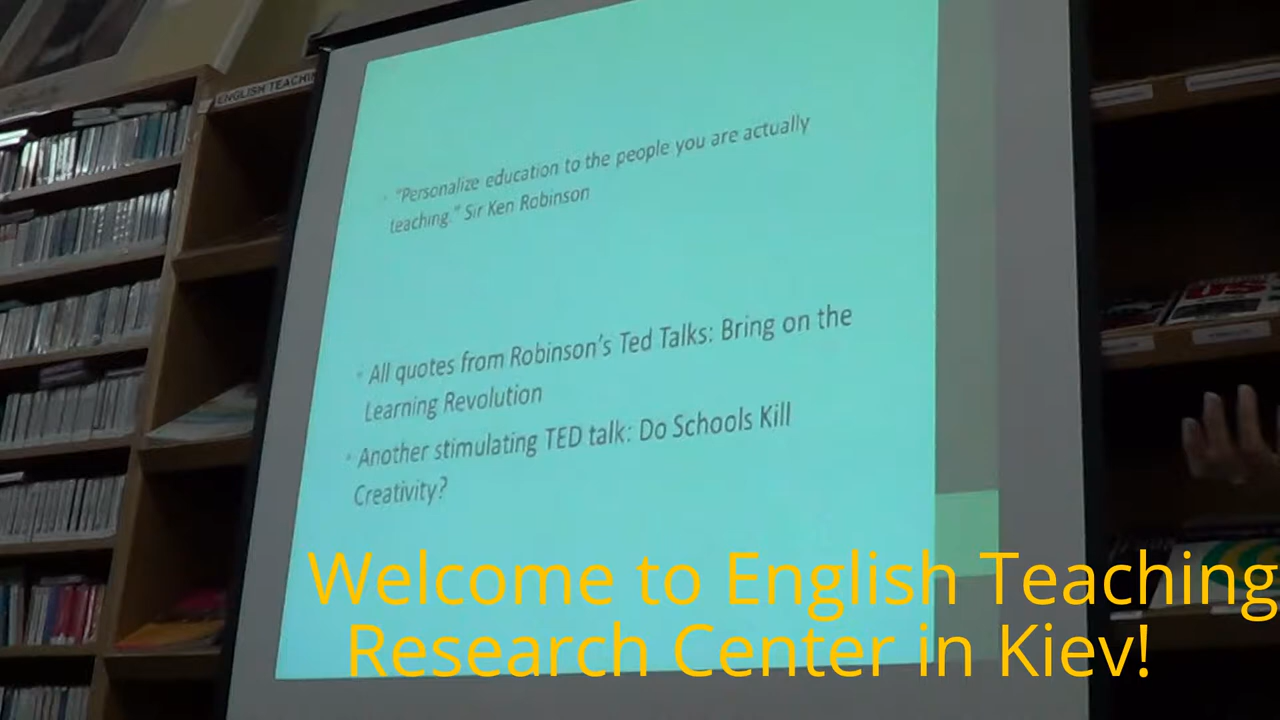 ENGLISH TEACHIN
"Personalize education to the people you are actually
teaching." Sir Ken Robinson
All quotes from Robinson's Ted Talks: Bring on the
Learning Revolution
Another stimulating TED talk: Do Schools Kill
Creativity?
Welcome to English Teaching
Research Center in Kiev!